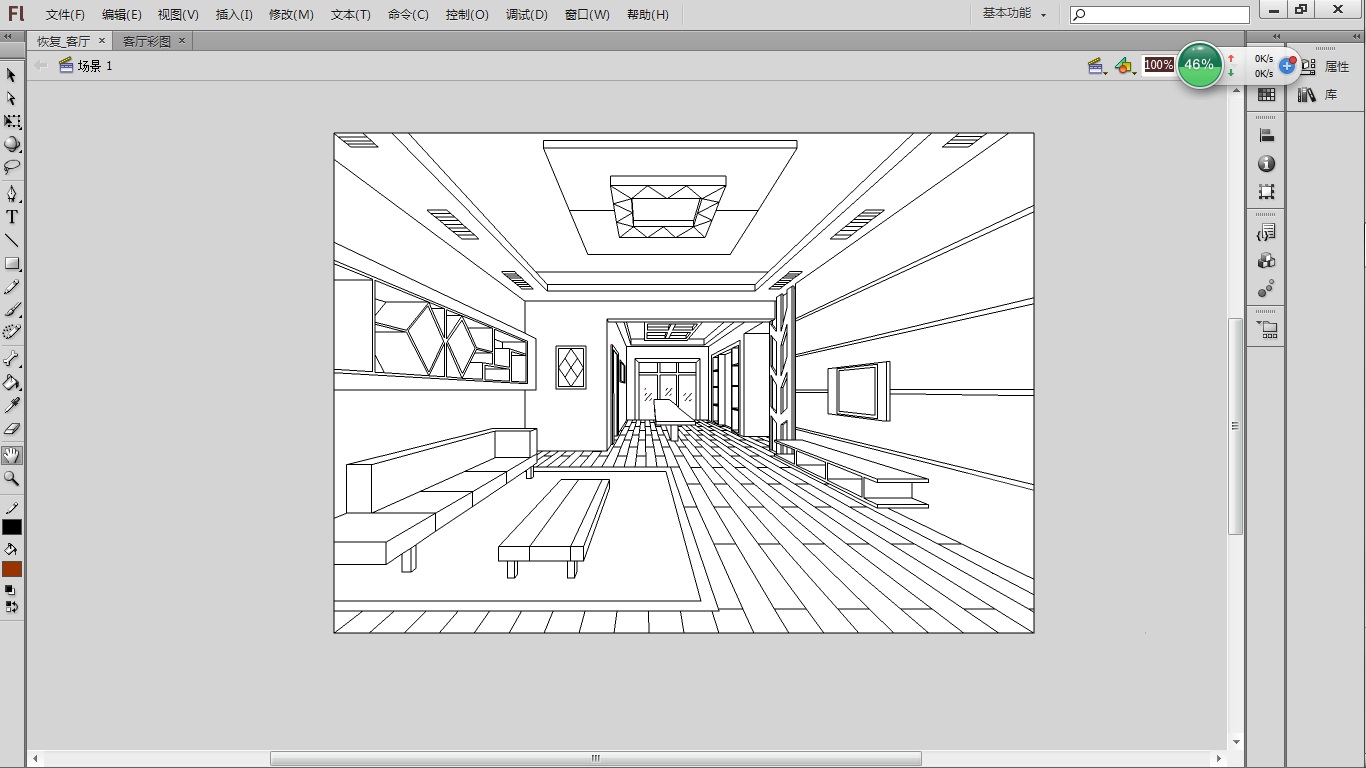 Fl 文件(F) 编辑(E) 视图(V) 插入(I) 修改(M) 文本(T) 命令(C) 控制(O) 调试(D) 窗口(W) 帮助(H) 基本功能
恢复_客厅 × 客厅彩图 ×
场景 1 100% 46% 0K/s
0K/s
属性
库
T